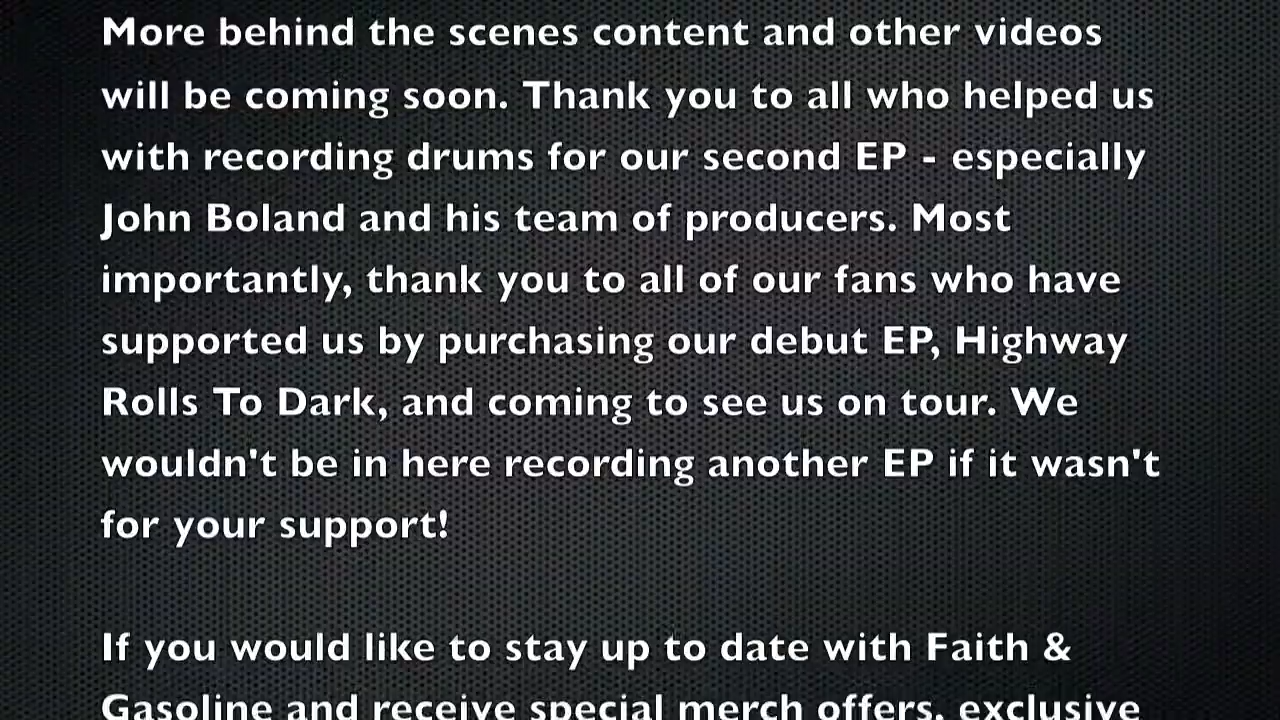 More behind the scenes content and other videos
will be coming soon. Thank you to all who helped us
with recording drums for our second EP - especially
John Boland and his team of producers. Most
importantly, thank you to all of our fans who have
supported us by purchasing our debut EP, Highway
Rolls To Dark, and coming to see us on tour. We
wouldn't be in here recording another EP if it wasn't
for your support!
If you would like to stay up to date with Faith &
Gasoline and receive special merch offers, exclusive